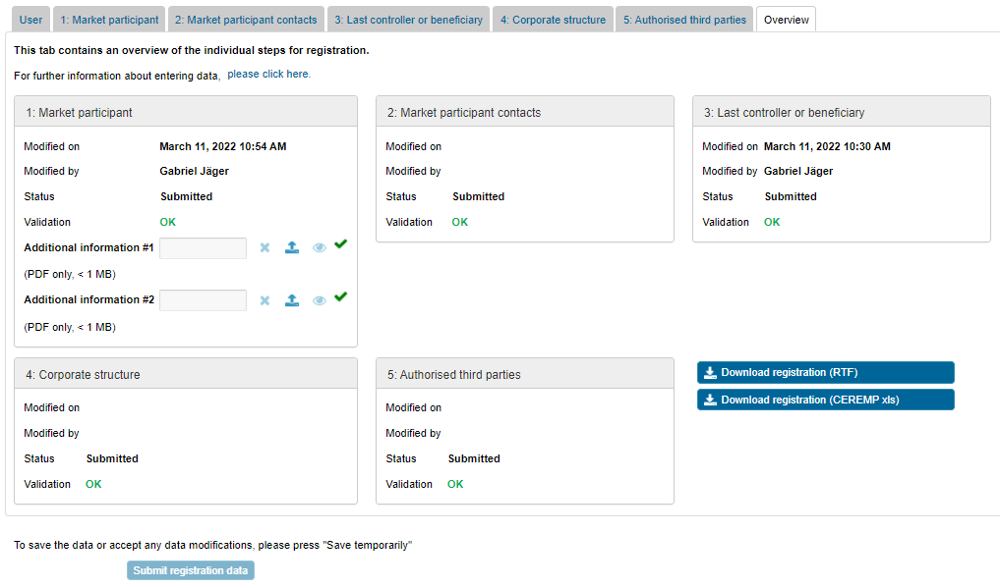 User 1: Market participant 2: Market participant contacts 3: Last controller or beneficiary 4: Corporate structure 5: Authorised third parties Overview
This tab contains an overview of the individual steps for registration.
For further information about entering data, please click here.
1: Market participant
Modified on March 11, 2022 10:54 AM
Modified by Gabriel Jäger
Status Submitted
Validation OK
Additional information #1
(PDF only, < 1 MB)
Additional information #2
(PDF only, < 1 MB)
2: Market participant contacts
Modified on
Modified by
Status Submitted
Validation OK
3: Last controller or beneficiary
Modified on March 11, 2022 10:30 AM
Modified by Gabriel Jäger
Status Submitted
Validation OK
4: Corporate structure
Modified on
Modified by
Status Submitted
Validation OK
5: Authorised third parties
Modified on
Modified by
Status Submitted
Validation OK
Download registration (RTF)
Download registration (CEREMP xls)
To save the data or accept any data modifications, please press "Save temporarily"
Submit registration data